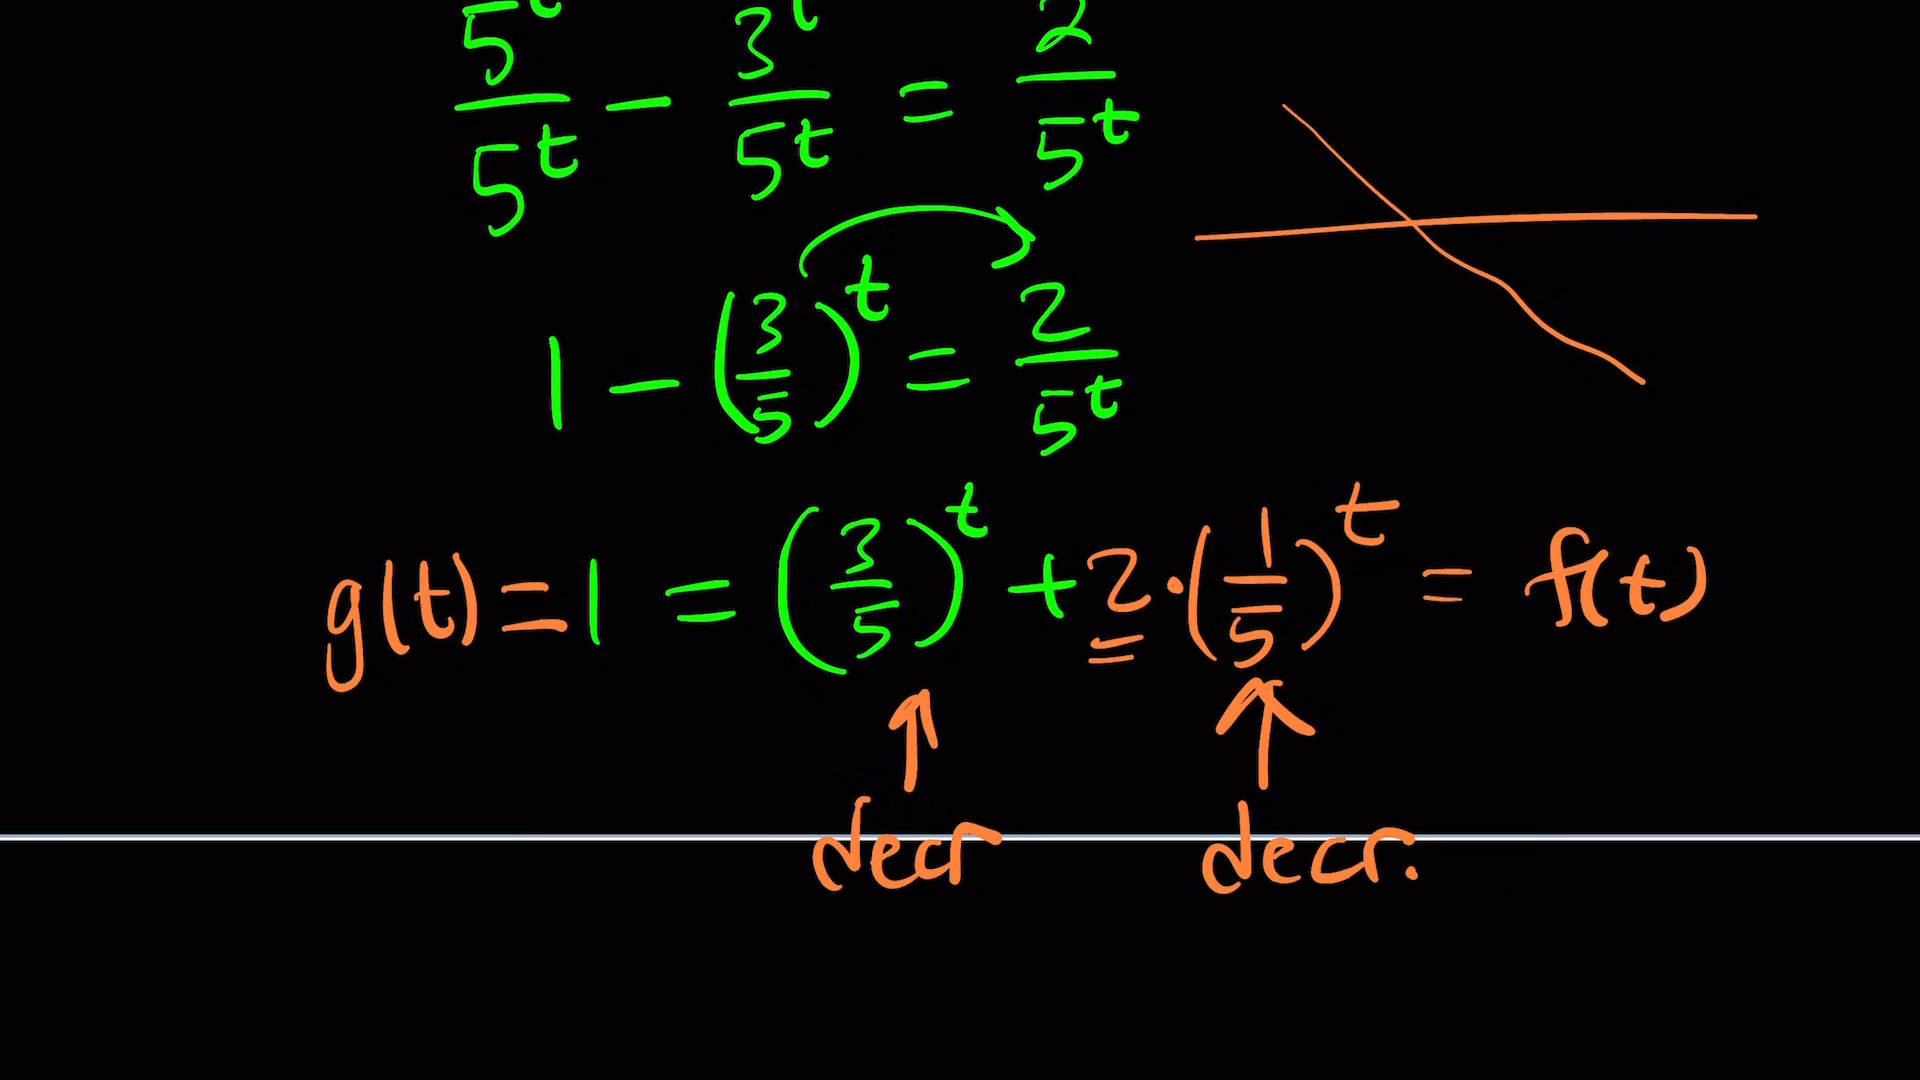 5^t/5^t - 3^t/5^t = 2/5^t
1 - (3/5)^t = 2/5^t
g(t) = 1 = (3/5)^t + 2·(1/5)^t = f(t)
decr decr.